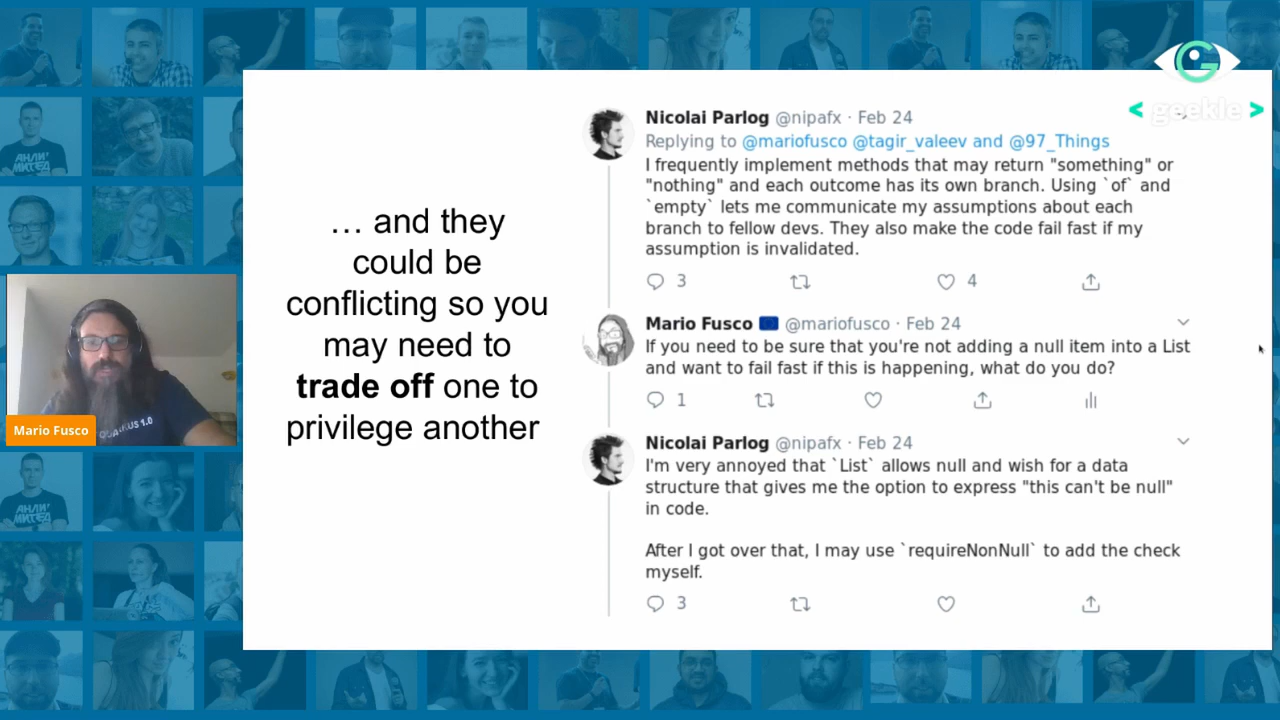 < geekle >
Nicolai Parlog @nipafx · Feb 24
Replying to @mariofusco @tagir_valeev and @97_Things
I frequently implement methods that may return "something" or
"nothing" and each outcome has its own branch. Using `of` and
`empty` lets me communicate my assumptions about each
branch to fellow devs. They also make the code fail fast if my
assumption is invalidated.
3
4
… and they
could be
conflicting so you
may need to
trade off one to
privilege another
Mario Fusco @mariofusco · Feb 24
If you need to be sure that you're not adding a null item into a List
and want to fail fast if this is happening, what do you do?
1
Nicolai Parlog @nipafx · Feb 24
I'm very annoyed that `List` allows null and wish for a data
structure that gives me the option to express "this can't be null"
in code.
After I got over that, I may use `requireNonNull` to add the check
myself.
3
Mario Fusco
АНЛИ
МИТЕД
АНЛИ
МИТЕД